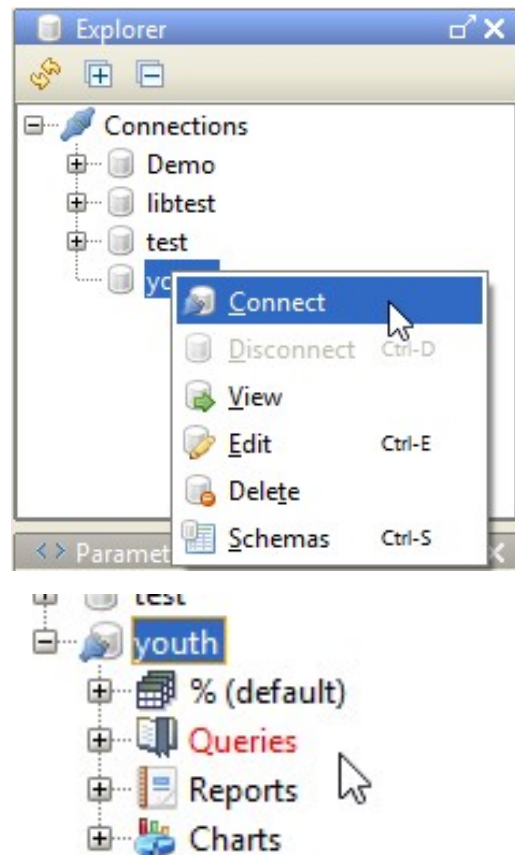 Explorer
Connections
Demo
libtest
test
Connect
Disconnect Ctrl-D
View
Edit Ctrl-E
Delete
Schemas Ctrl-S
test
youth
% (default)
Queries
Reports
Charts